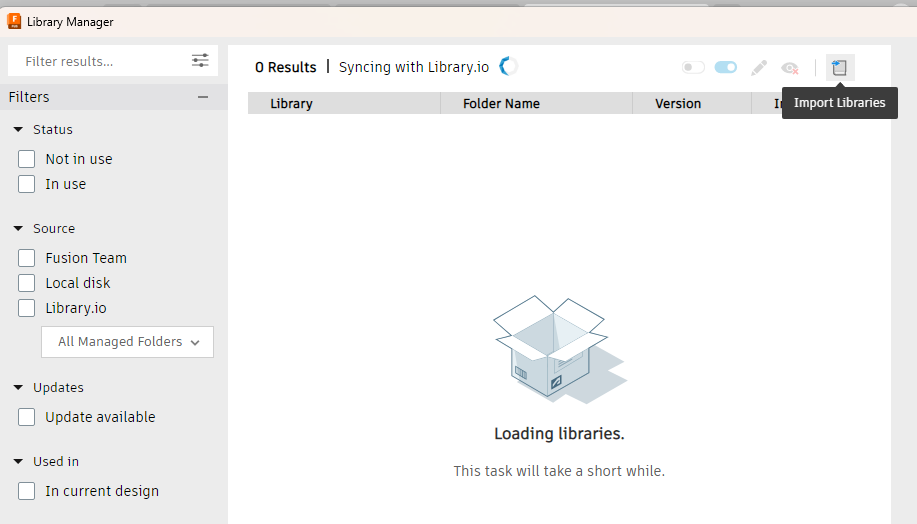 Library Manager
Filter results...
0 Results | Syncing with Library.io
Import Libraries
Filters
Library Folder Name Version
Status
Not in use
In use
Source
Fusion Team
Local disk
Library.io
All Managed Folders
Updates
Update available
Used in
In current design
Loading libraries.
This task will take a short while.